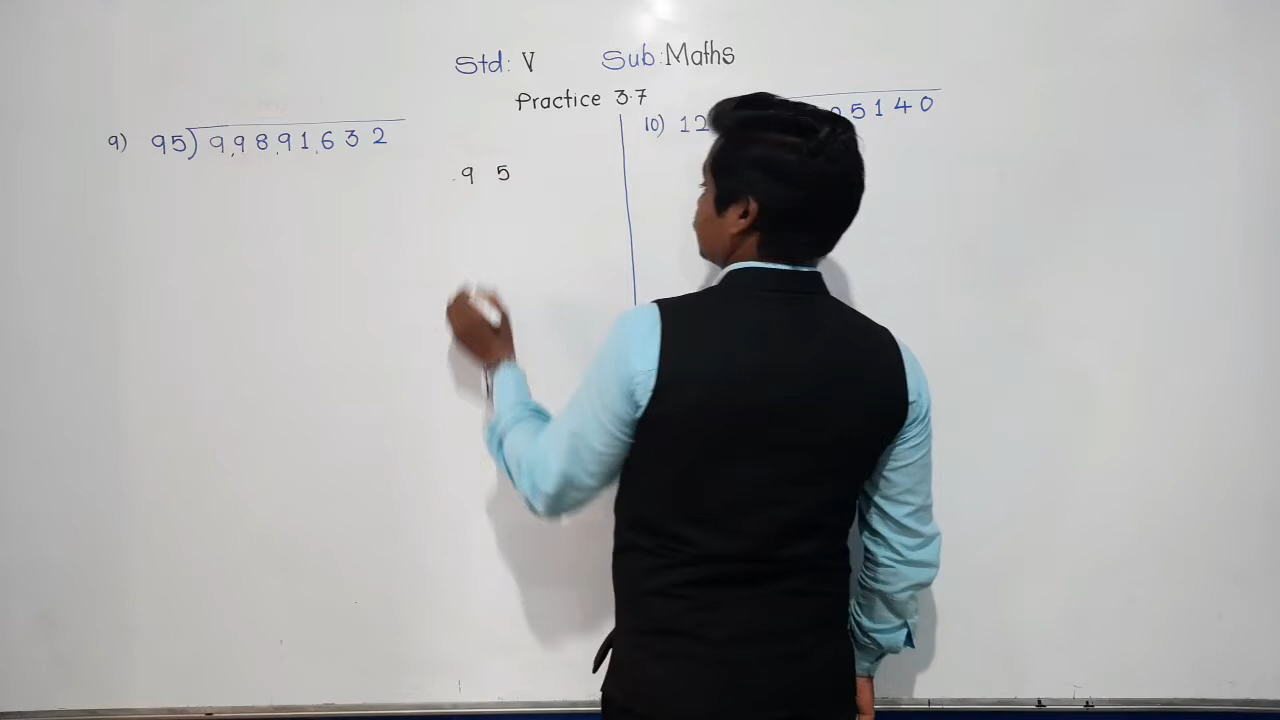 Std: V Sub: Maths
Practice 3.7
9) 95) 9,98,91,632
10) 12 5140
9 5